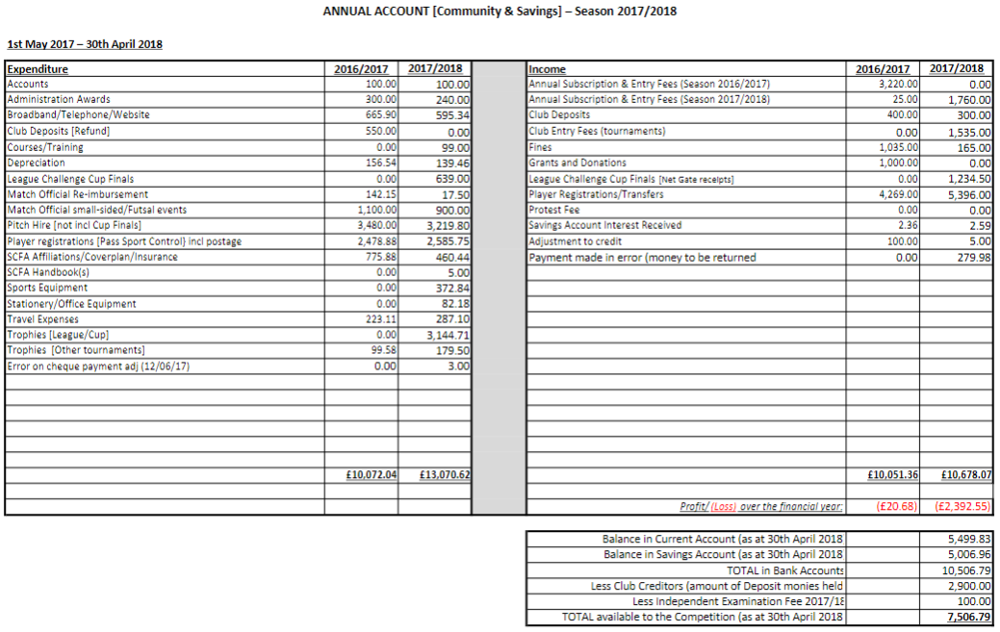 ANNUAL ACCOUNT [Community & Savings] – Season 2017/2018
1st May 2017 – 30th April 2018
Expenditure 2016/2017 2017/2018 Income 2016/2017 2017/2018
Accounts 100.00 100.00 Annual Subscription & Entry Fees (Season 2016/2017) 3,220.00 0.00
Administration Awards 300.00 240.00 Annual Subscription & Entry Fees (Season 2017/2018) 25.00 1,760.00
Broadband/Telephone/Website 665.90 595.34 Club Deposits 400.00 300.00
Club Deposits [Refund] 550.00 0.00 Club Entry Fees (tournaments) 0.00 1,535.00
Courses/Training 0.00 99.00 Fines 1,035.00 165.00
Depreciation 156.54 139.46 Grants and Donations 1,000.00 0.00
League Challenge Cup Finals 0.00 639.00 League Challenge Cup Finals [Net Gate receipts] 0.00 1,234.50
Match Official Re-imbursement 142.15 17.50 Player Registrations/Transfers 4,269.00 5,396.00
Match Official small-sided/Futsal events 1,100.00 900.00 Protest Fee 0.00 0.00
Pitch Hire [not incl Cup Finals] 3,480.00 3,219.80 Savings Account Interest Received 2.36 2.59
Player registrations [Pass Sport Control} incl postage 2,478.88 2,585.75 Adjustment to credit 100.00 5.00
SCFA Affiliations/Coverplan/Insurance 775.88 460.44 Payment made in error (money to be returned 0.00 279.98
SCFA Handbook(s) 0.00 5.00
Sports Equipment 0.00 372.84
Stationery/Office Equipment 0.00 82.18
Travel Expenses 223.11 287.10
Trophies [League/Cup] 0.00 3,144.71
Trophies [Other tournaments] 99.58 179.50
Error on cheque payment adj (12/06/17) 0.00 3.00
£10,072.04 £13,070.62 £10,051.36 £10,678.07
Profit/(Loss) over the financial year: (£20.68) (£2,392.55)
Balance in Current Account (as at 30th April 2018 5,499.83
Balance in Savings Account (as at 30th April 2018 5,006.96
TOTAL in Bank Accounts 10,506.79
Less Club Creditors (amount of Deposit monies held 2,900.00
Less Independent Examination Fee 2017/18 100.00
TOTAL available to the Competition (as at 30th April 2018 7,506.79